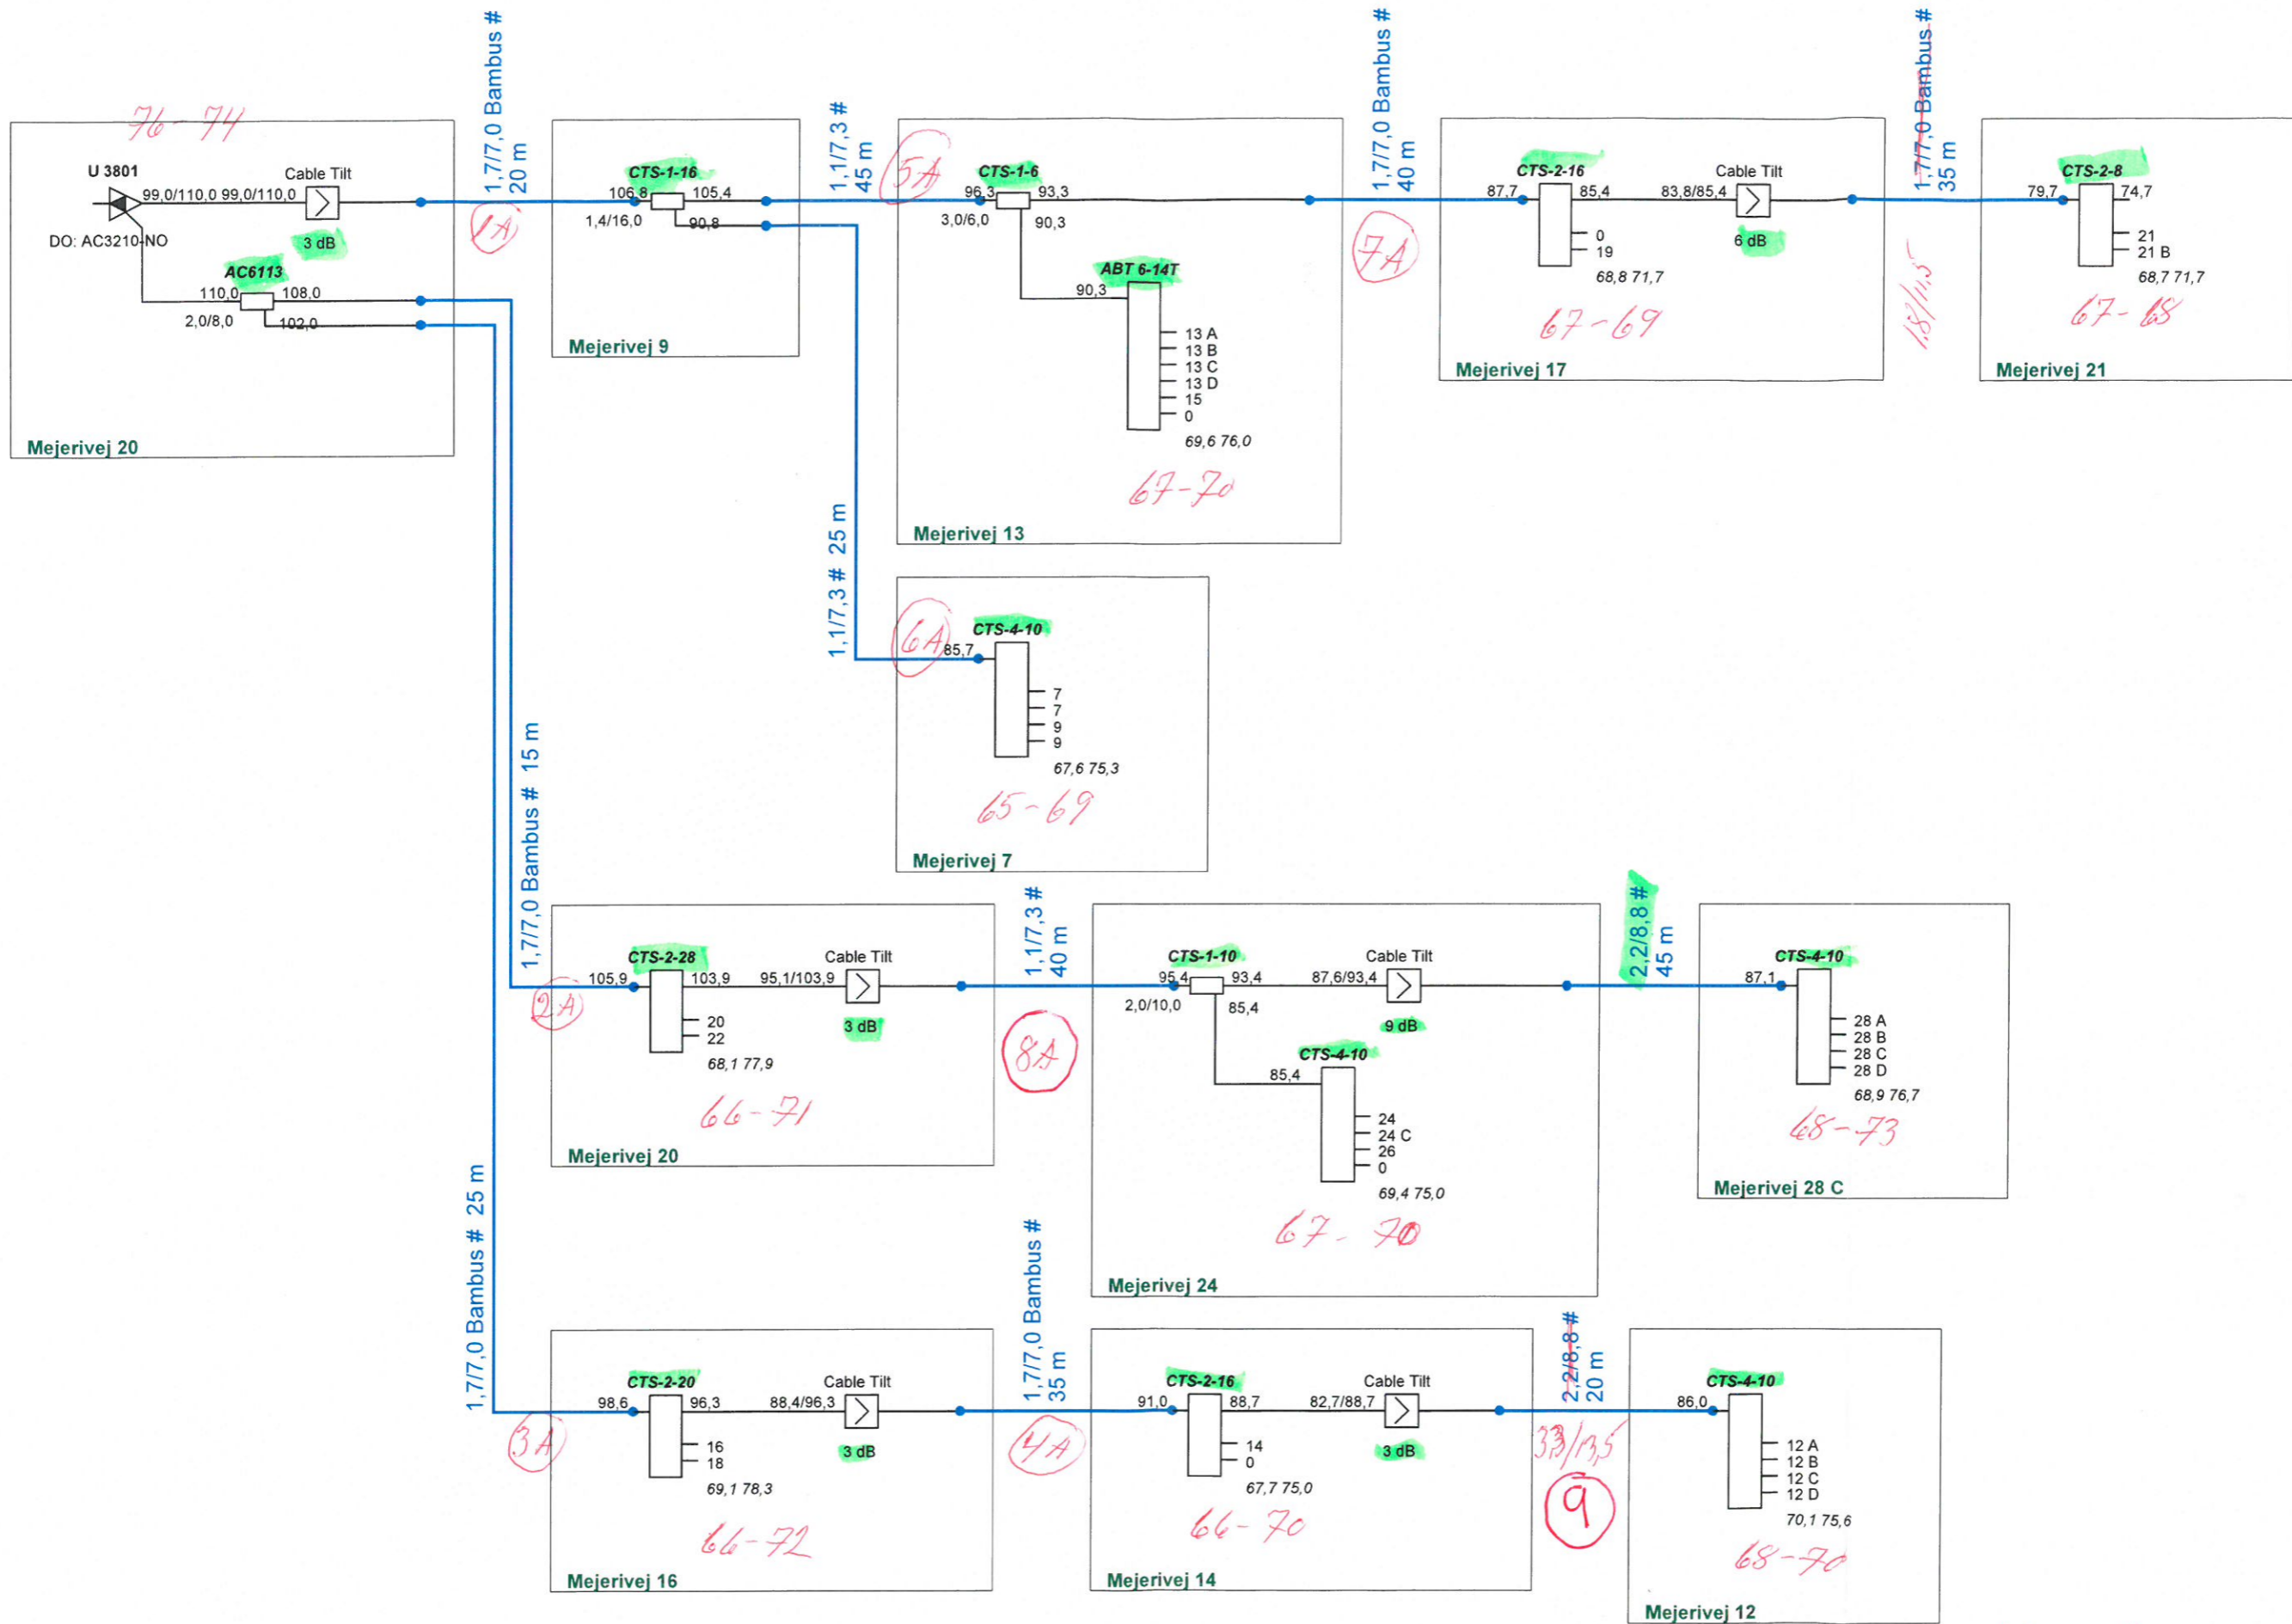 76-74
U 3801
99,0/110,0 99,0/110,0
Cable Tilt
3 dB
DO: AC3210-NO
AC6113
110,0 108,0
2,0/8,0 102,0
Mejerivej 20
1,7/7,0 Bambus #
20 m
1A
CTS-1-16
106,8 105,4
1,4/16,0 90,8
Mejerivej 9
1,1/7,3 #
45 m
5A
CTS-1-6
96,3 93,3
3,0/6,0 90,3
ABT 6-14T
90,3
13 A
13 B
13 C
13 D
15
0
69,6 76,0
67-70
Mejerivej 13
1,7/7,0 Bambus #
40 m
7A
CTS-2-16
87,7 85,4
83,8/85,4
Cable Tilt
6 dB
0
19
68,8 71,7
67-69
Mejerivej 17
1,7/7,0 Bambus #
35 m
CTS-2-8
79,7 74,7
21
21 B
68,7 71,7
67-68
Mejerivej 21
1,1/7,3 # 25 m
6A
CTS-4-10
85,7
7
7
9
9
67,6 75,3
65-69
Mejerivej 7
1,7/7,0 Bambus # 15 m
2A
CTS-2-28
105,9 103,9
95,1/103,9
Cable Tilt
3 dB
20
22
68,1 77,9
66-71
Mejerivej 20
1,1/7,3 #
40 m
8A
CTS-1-10
95,4 93,4
87,6/93,4
Cable Tilt
9 dB
2,0/10,0 85,4
CTS-4-10
85,4
24
24 C
26
0
69,4 75,0
67-70
Mejerivej 24
2,2/8,8 #
45 m
CTS-4-10
87,1
28 A
28 B
28 C
28 D
68,9 76,7
68-73
Mejerivej 28 C
1,7/7,0 Bambus # 25 m
3A
CTS-2-20
98,6 96,3
88,4/96,3
Cable Tilt
3 dB
16
18
69,1 78,3
66-72
Mejerivej 16
1,7/7,0 Bambus #
35 m
4A
CTS-2-16
91,0 88,7
82,7/88,7
Cable Tilt
3 dB
14
0
67,7 75,0
66-70
Mejerivej 14
2,2/8,8 #
20 m
9
CTS-4-10
86,0
12 A
12 B
12 C
12 D
70,1 75,6
68-70
Mejerivej 12